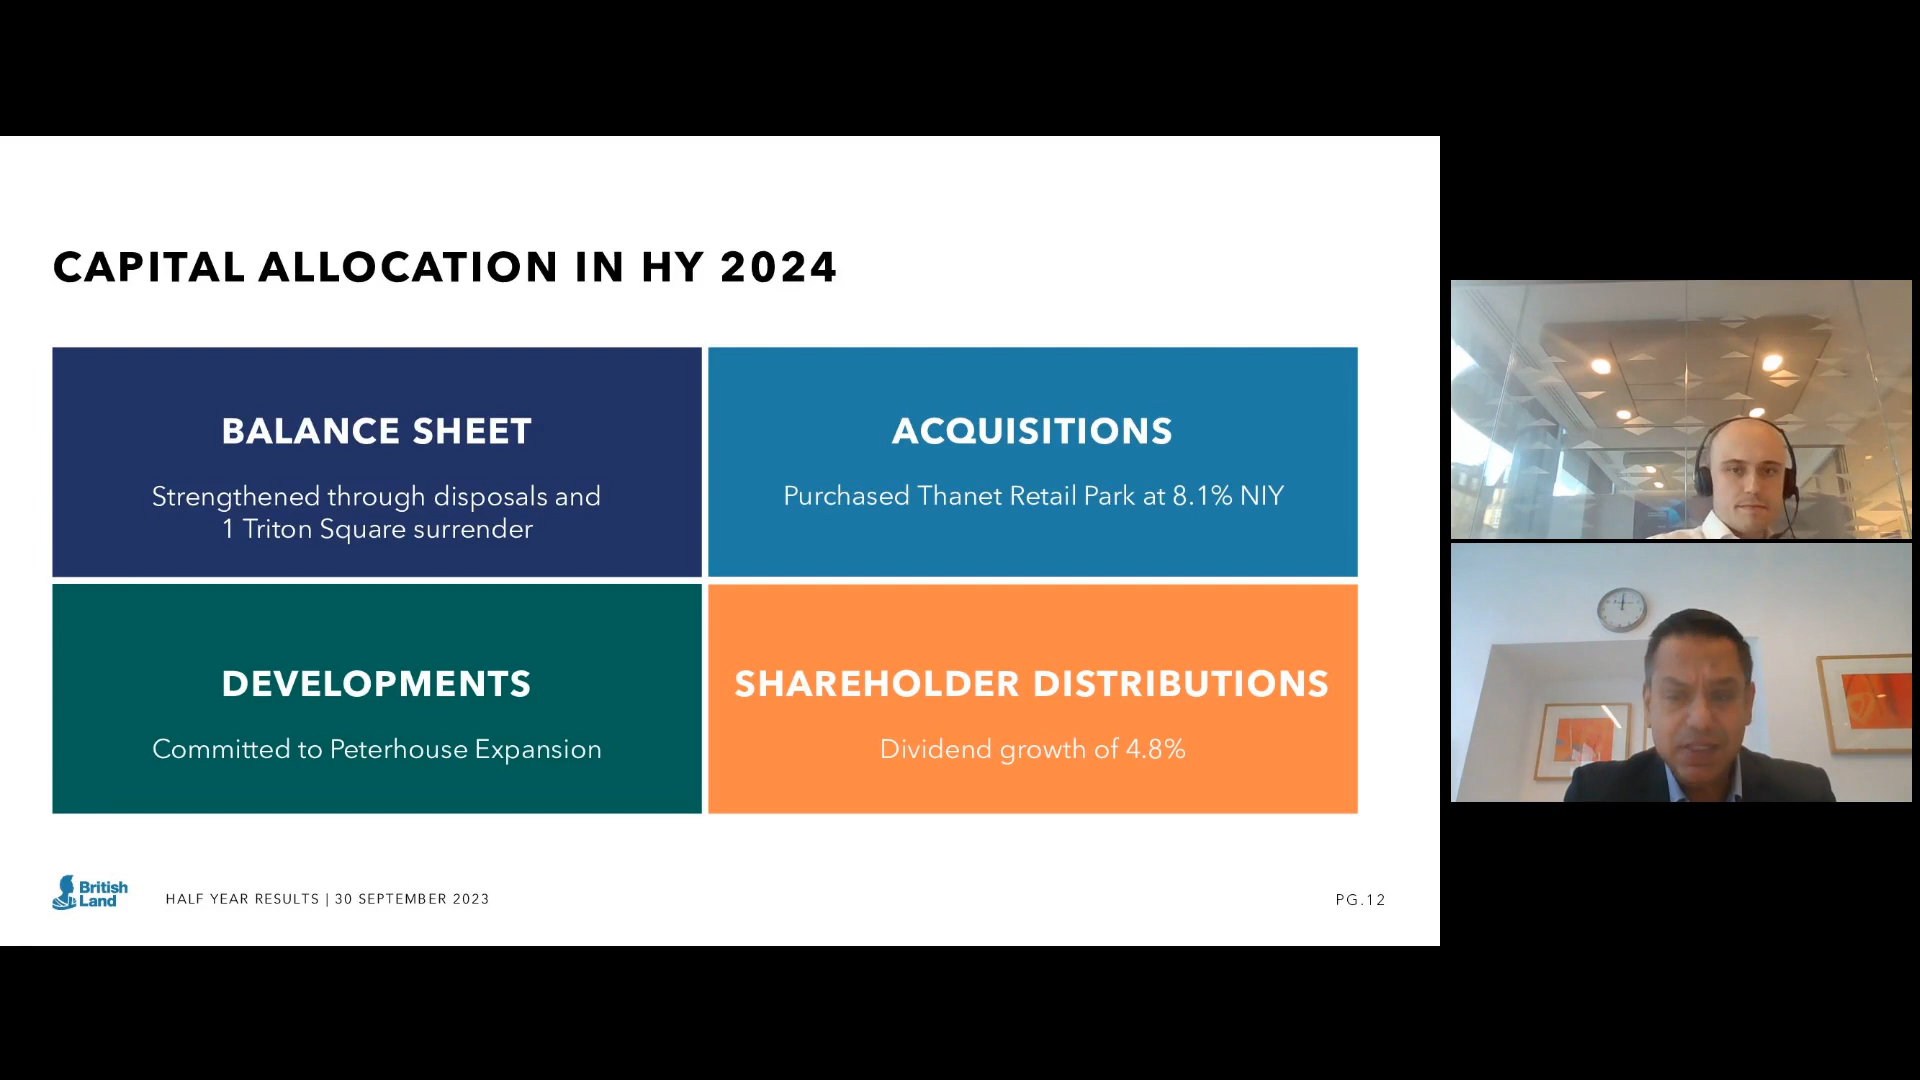 CAPITAL ALLOCATION IN HY 2024
BALANCE SHEET
Strengthened through disposals and
1 Triton Square surrender
ACQUISITIONS
Purchased Thanet Retail Park at 8.1% NIY
DEVELOPMENTS
Committed to Peterhouse Expansion
SHAREHOLDER DISTRIBUTIONS
Dividend growth of 4.8%
British
Land
HALF YEAR RESULTS | 30 SEPTEMBER 2023
PG.12